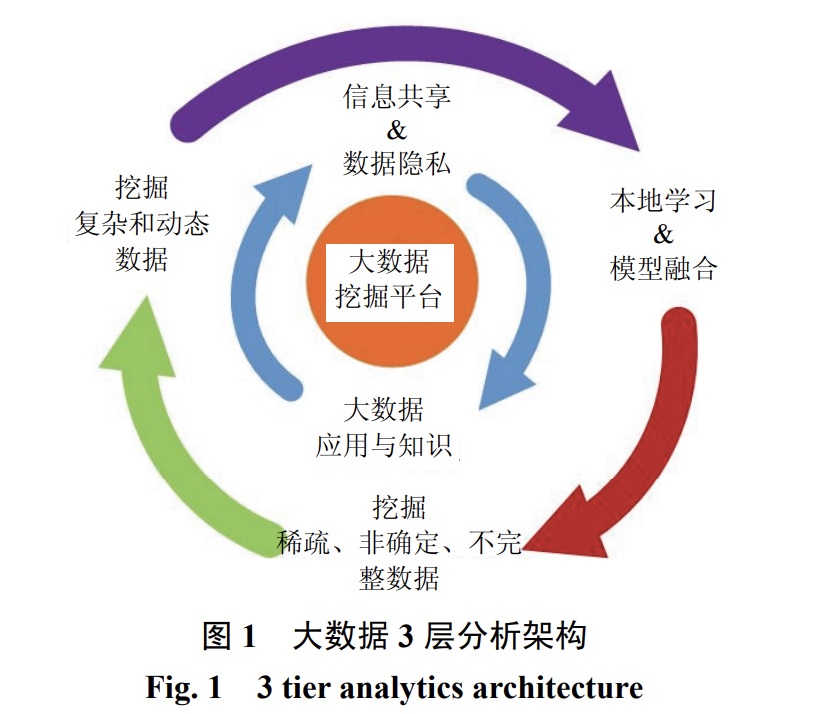 信息共享
&
数据隐私
挖掘
复杂和动态
数据
本地学习
&
模型融合
大数据
挖掘平台
大数据
应用与知识
挖掘
稀疏、非确定、不完
整数据
图 1 大数据 3 层分析架构
Fig. 1 3 tier analytics architecture